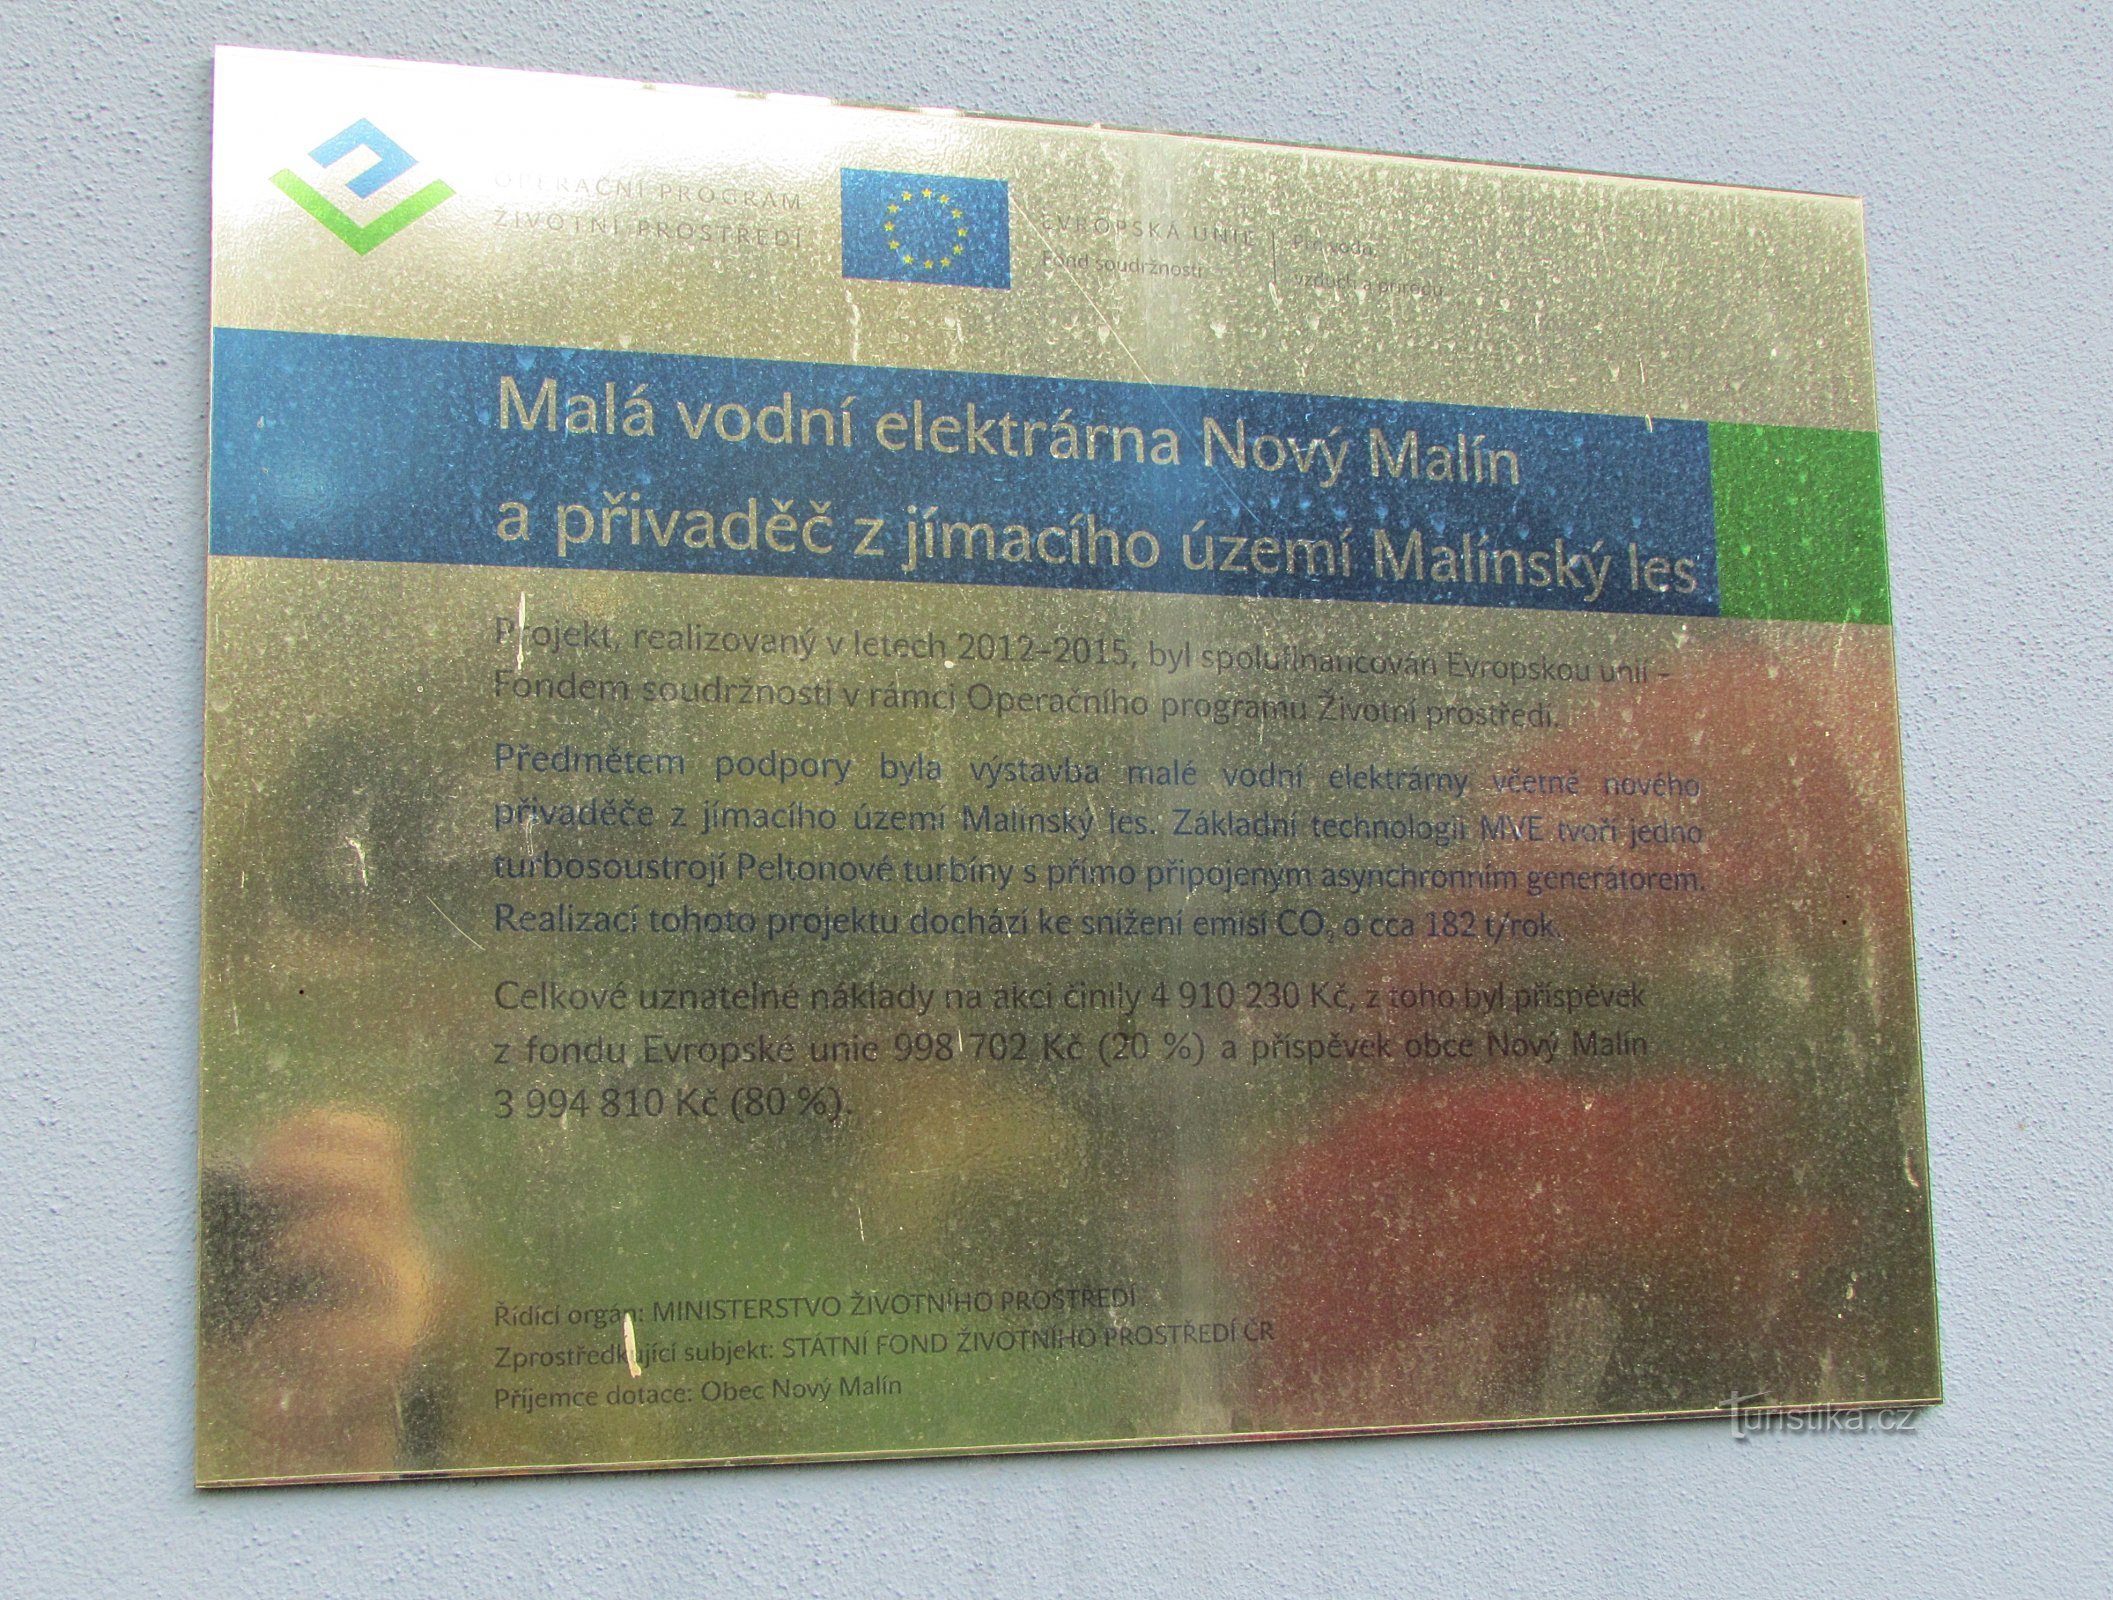 OPERAČNÍ PROGRAM
ŽIVOTNÍ PROSTŘEDÍ
EVROPSKÁ UNIE
Fond soudržnosti
Pro vodu,
vzduch a přírodu
Malá vodní elektrárna Nový Malín
a přivaděč z jímacího území Malínský les
Projekt, realizovaný v letech 2012–2015, byl spolufinancován Evropskou unií –
Fondem soudržnosti v rámci Operačního programu Životní prostředí.
Předmětem podpory byla výstavba malé vodní elektrárny včetně nového
přivaděče z jímacího území Malínský les. Základní technologii MVE tvoří jedno
turbosoustrojí Peltonové turbíny s přímo připojeným asynchronním generátorem.
Realizací tohoto projektu dochází ke snížení emisí CO₂ o cca 182 t/rok.
Celkové uznatelné náklady na akci činily 4 910 230 Kč, z toho byl příspěvek
z fondu Evropské unie 998 702 Kč (20 %) a příspěvek obce Nový Malín
3 994 810 Kč (80 %).
Řídící orgán: MINISTERSTVO ŽIVOTNÍHO PROSTŘEDÍ
Zprostředkující subjekt: STÁTNÍ FOND ŽIVOTNÍHO PROSTŘEDÍ ČR
Příjemce dotace: Obec Nový Malín
Turistika.cz